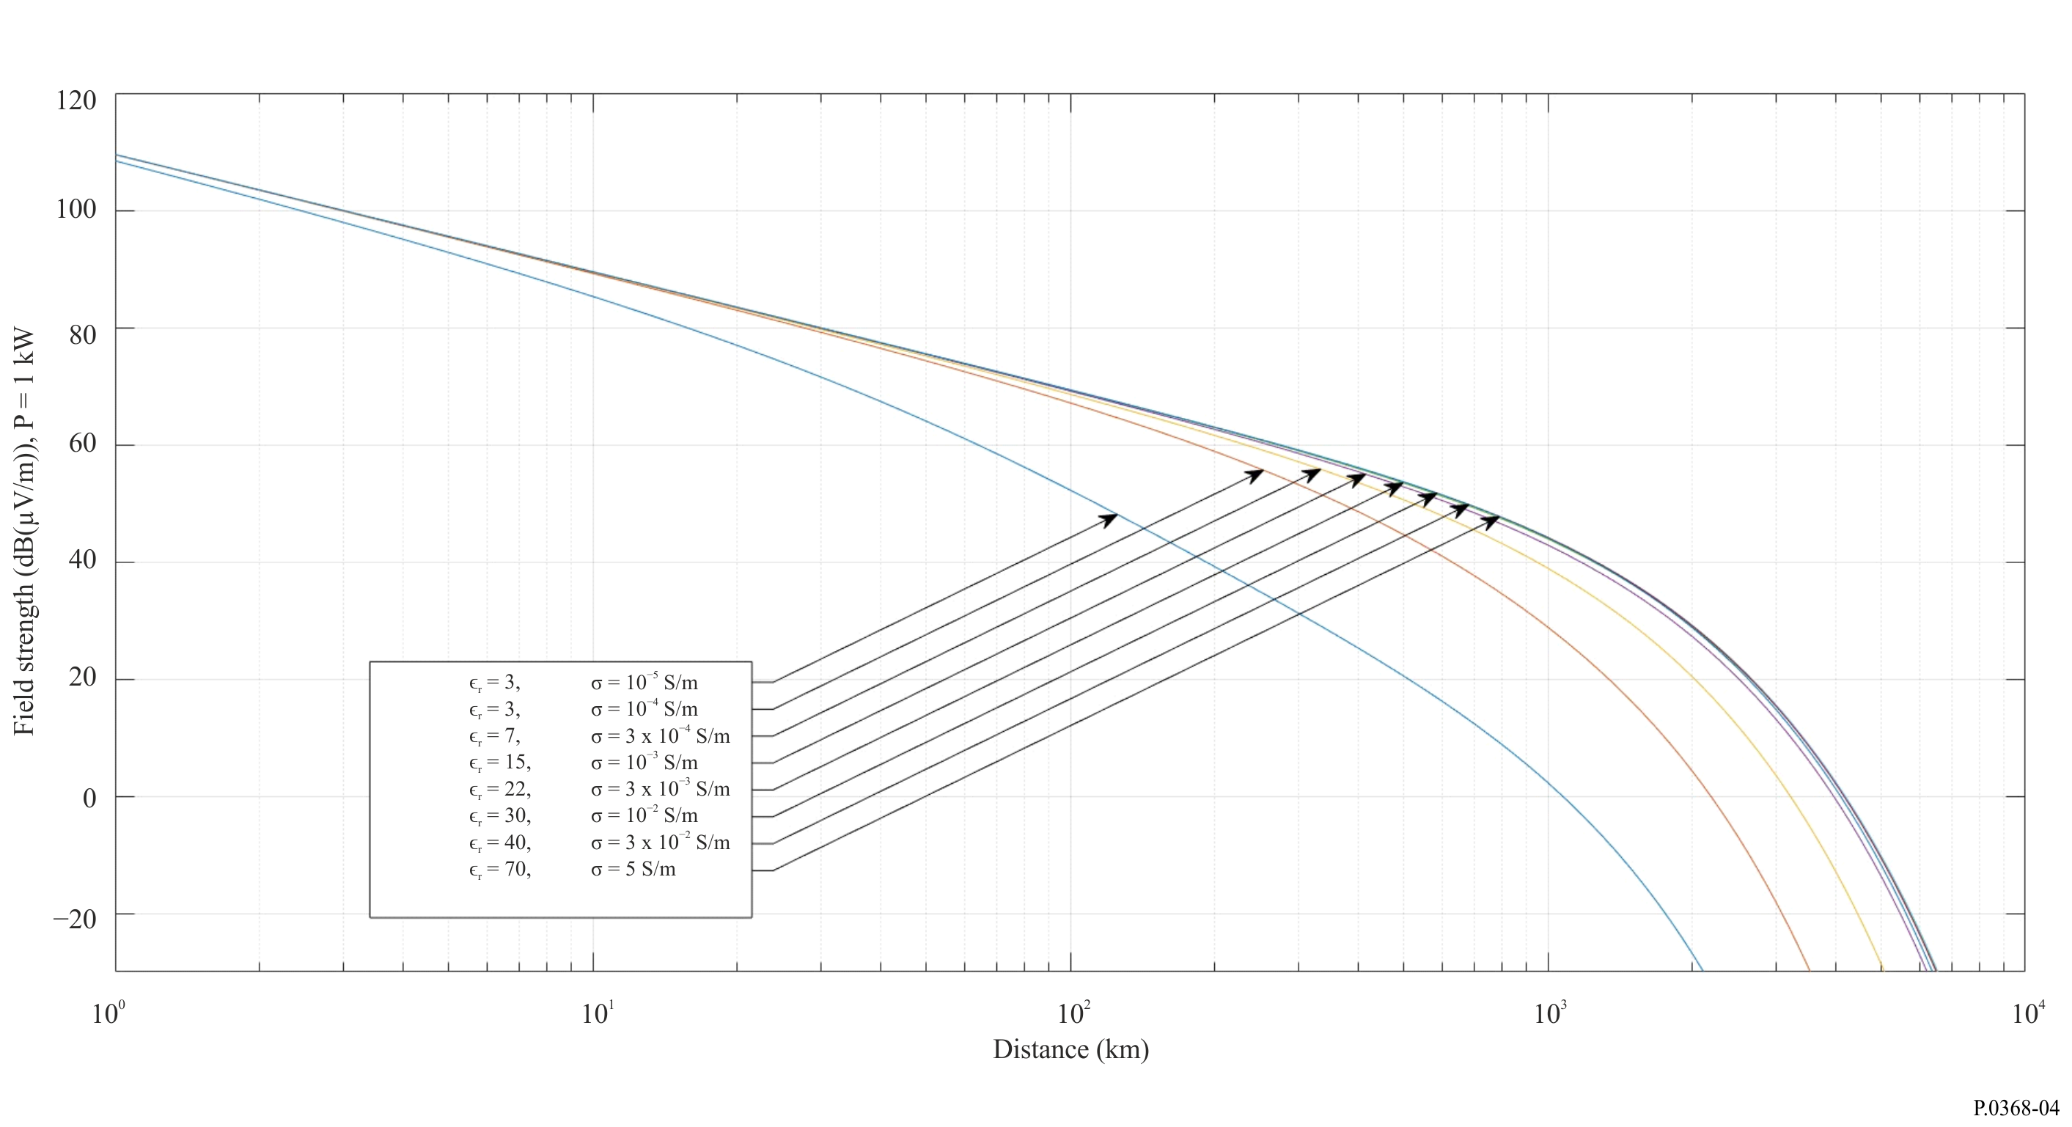 120
100
80
60
40
20
0
−20
Field strength (dB(µV/m)), P = 1 kW
ϵᵣ = 3, σ = 10⁻⁵ S/m
ϵᵣ = 3, σ = 10⁻⁴ S/m
ϵᵣ = 7, σ = 3 x 10⁻⁴ S/m
ϵᵣ = 15, σ = 10⁻³ S/m
ϵᵣ = 22, σ = 3 x 10⁻³ S/m
ϵᵣ = 30, σ = 10⁻² S/m
ϵᵣ = 40, σ = 3 x 10⁻² S/m
ϵᵣ = 70, σ = 5 S/m
10⁰ 10¹ 10² 10³ 10⁴
Distance (km)
P.0368-04